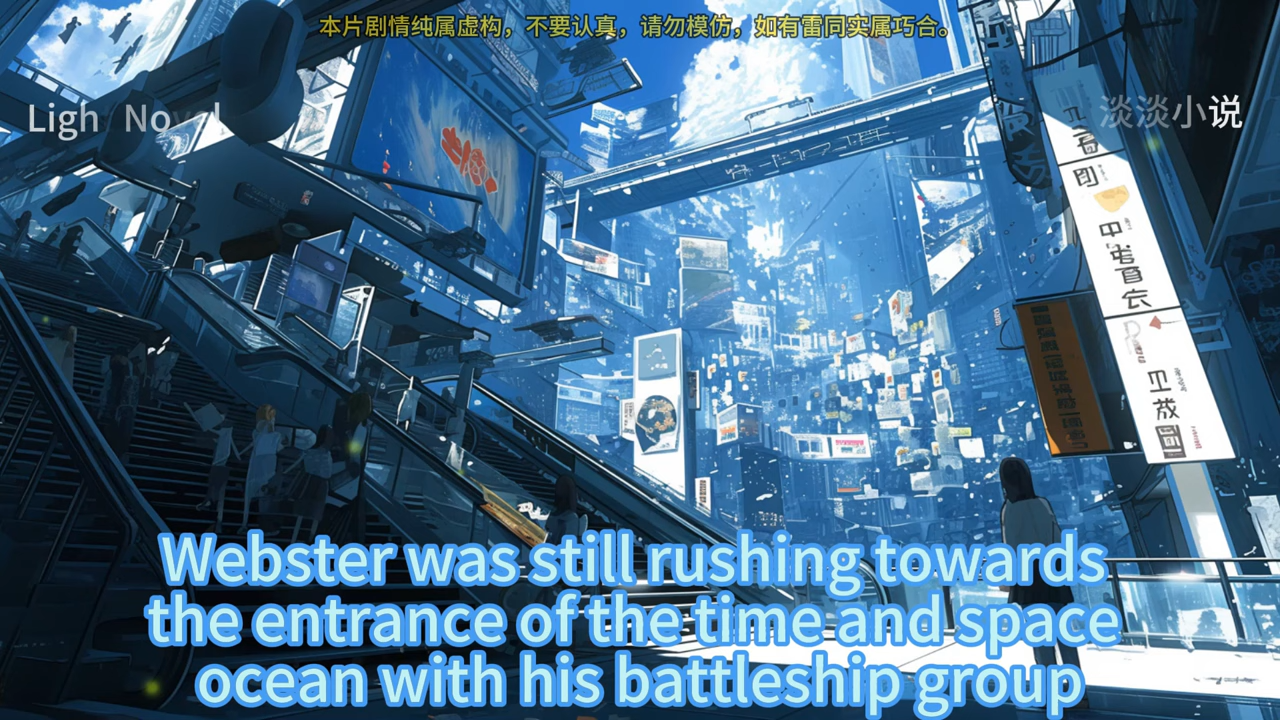 本片剧情纯属虚构，不要认真，请勿模仿，如有雷同实属巧合。
Ligh Nov l
淡淡小说
Webster was still rushing towards
the entrance of the time and space
ocean with his battleship group